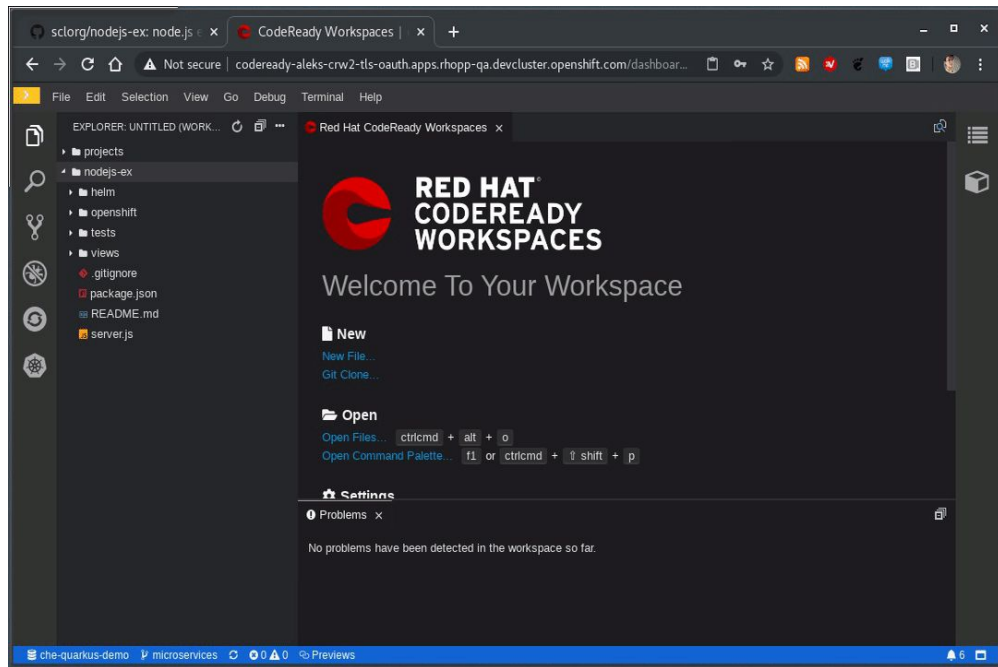 sclorg/nodejs-ex: node.js e
CodeReady Workspaces |
Not secure | codeready-aleks-crw2-tls-oauth.apps.rhopp-qa.devcluster.openshift.com/dashboar...
File Edit Selection View Go Debug Terminal Help
EXPLORER: UNTITLED (WORK...
Red Hat CodeReady Workspaces
projects
nodejs-ex
helm
openshift
tests
views
.gitignore
package.json
README.md
server.js
RED HAT
CODEREADY
WORKSPACES
Welcome To Your Workspace
New
New File...
Git Clone...
Open
Open Files... ctrlcmd + alt + o
Open Command Palette... f1 or ctrlcmd + ⇧ shift + p
Settings
Problems
No problems have been detected in the workspace so far.
che-quarkus-demo microservices 0 0 Previews 6